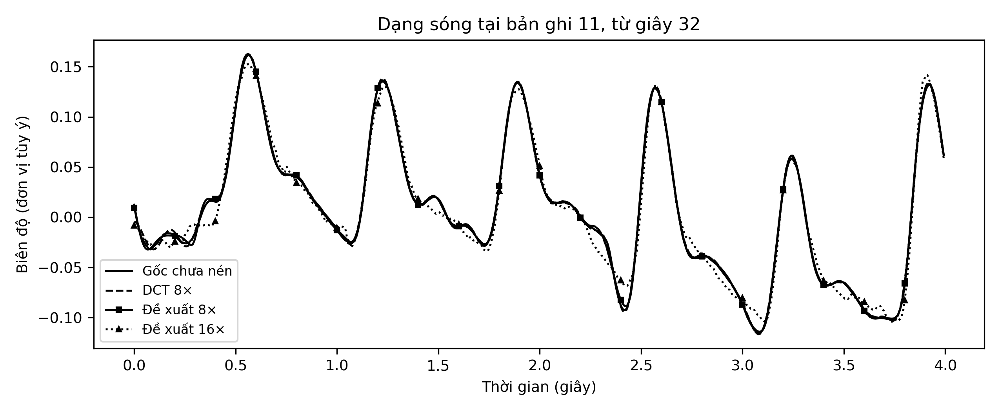 Dạng sóng tại bản ghi 11, từ giây 32
Biên độ (đơn vị tùy ý)
0.15
0.10
0.05
0.00
−0.05
−0.10
Gốc chưa nén
DCT 8×
Đề xuất 8×
Đề xuất 16×
0.0 0.5 1.0 1.5 2.0 2.5 3.0 3.5 4.0
Thời gian (giây)